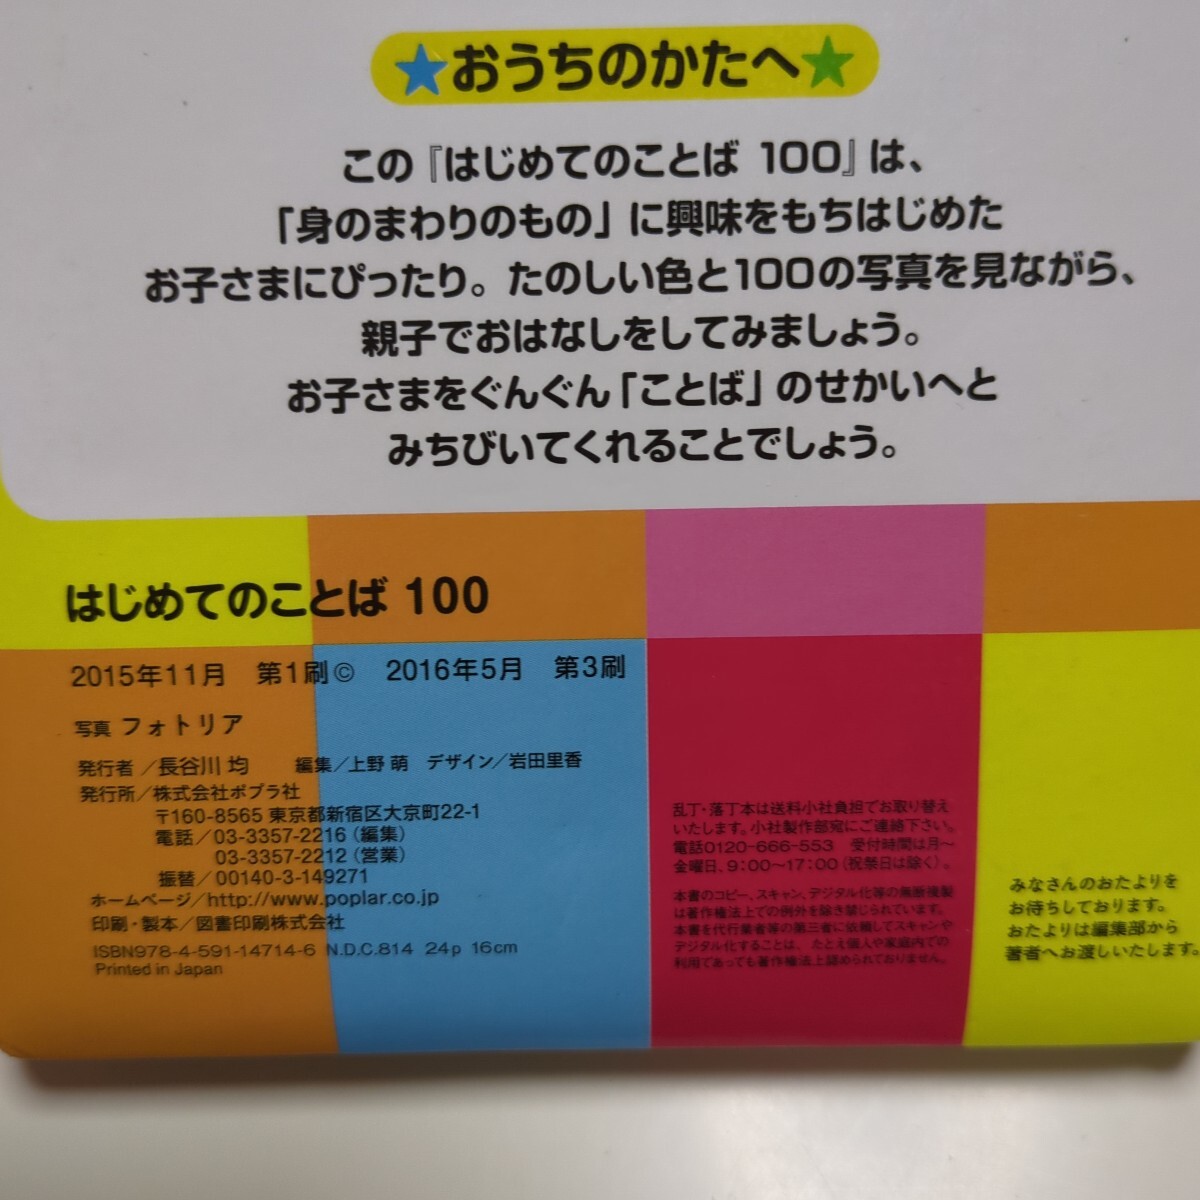 ★おうちのかたへ★
この『はじめてのことば 100』は、
「身のまわりのもの」に興味をもちはじめた
お子さまにぴったり。たのしい色と100の写真を見ながら、
親子でおはなしをしてみましょう。
お子さまをぐんぐん「ことば」のせかいへと
みちびいてくれることでしょう。
はじめてのことば 100
2015年11月　第1刷©　2016年5月　第3刷
写真 フォトリア
発行者／長谷川 均　編集／上野 萌　デザイン／岩田里香
発行所／株式会社ポプラ社
〒160-8565 東京都新宿区大京町22-1
電話／03-3357-2216（編集）
03-3357-2212（営業）
振替／00140-3-149271
ホームページ／http://www.poplar.co.jp
印刷・製本／図書印刷株式会社
ISBN978-4-591-14714-6 N.D.C.814 24p 16cm
Printed in Japan
乱丁・落丁本は送料小社負担でお取り替え
いたします。小社製作部宛にご連絡下さい。
電話0120-666-553　受付時間は月〜
金曜日、9:00〜17:00（祝祭日は除く）。
本書のコピー、スキャン、デジタル化等の無断複製
は著作権法上での例外を除き禁じられています。
本書を代行業者等の第三者に依頼してスキャンや
デジタル化することは、たとえ個人や家庭内での
利用であっても著作権法上認められておりません。
みなさんのおたよりを
お待ちしております。
おたよりは編集部から
著者へお渡しいたします。